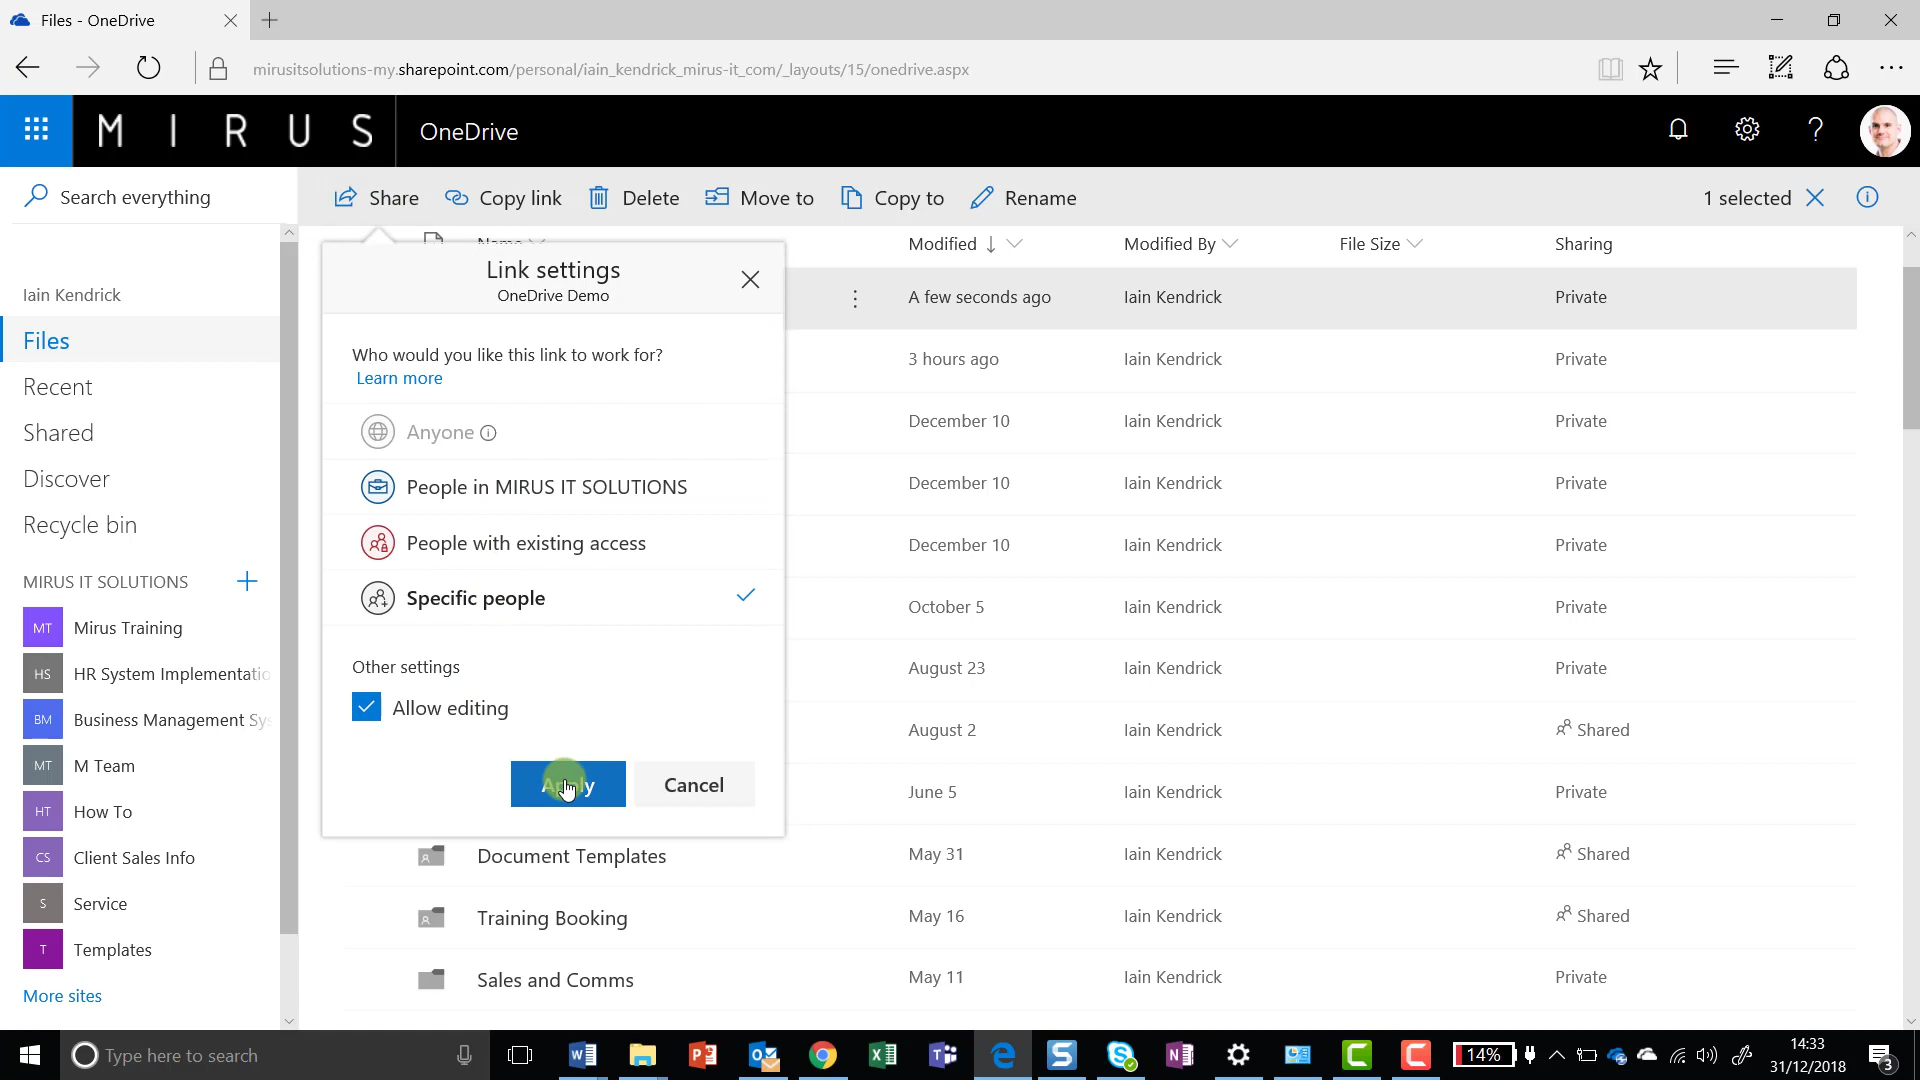 Files - OneDrive
mirusitsolutions-my.sharepoint.com/personal/iain_kendrick_mirus-it_com/_layouts/15/onedrive.aspx
MIRUS OneDrive
Search everything
Share Copy link Delete Move to Copy to Rename 1 selected
Name Modified Modified By File Size Sharing
Iain Kendrick
Files
Recent
Shared
Discover
Recycle bin
MIRUS IT SOLUTIONS
MT Mirus Training
HS HR System Implementatio
BM Business Management Sys
MT M Team
HT How To
CS Client Sales Info
S Service
T Templates
More sites
Link settings
OneDrive Demo
Who would you like this link to work for?
Learn more
Anyone
People in MIRUS IT SOLUTIONS
People with existing access
Specific people
Other settings
Allow editing
Apply Cancel
A few seconds ago Iain Kendrick Private
3 hours ago Iain Kendrick Private
December 10 Iain Kendrick Private
December 10 Iain Kendrick Private
December 10 Iain Kendrick Private
October 5 Iain Kendrick Private
August 23 Iain Kendrick Private
August 2 Iain Kendrick Shared
June 5 Iain Kendrick Private
Document Templates May 31 Iain Kendrick Shared
Training Booking May 16 Iain Kendrick Shared
Sales and Comms May 11 Iain Kendrick Private
Type here to search
14%
14:33
31/12/2018
3